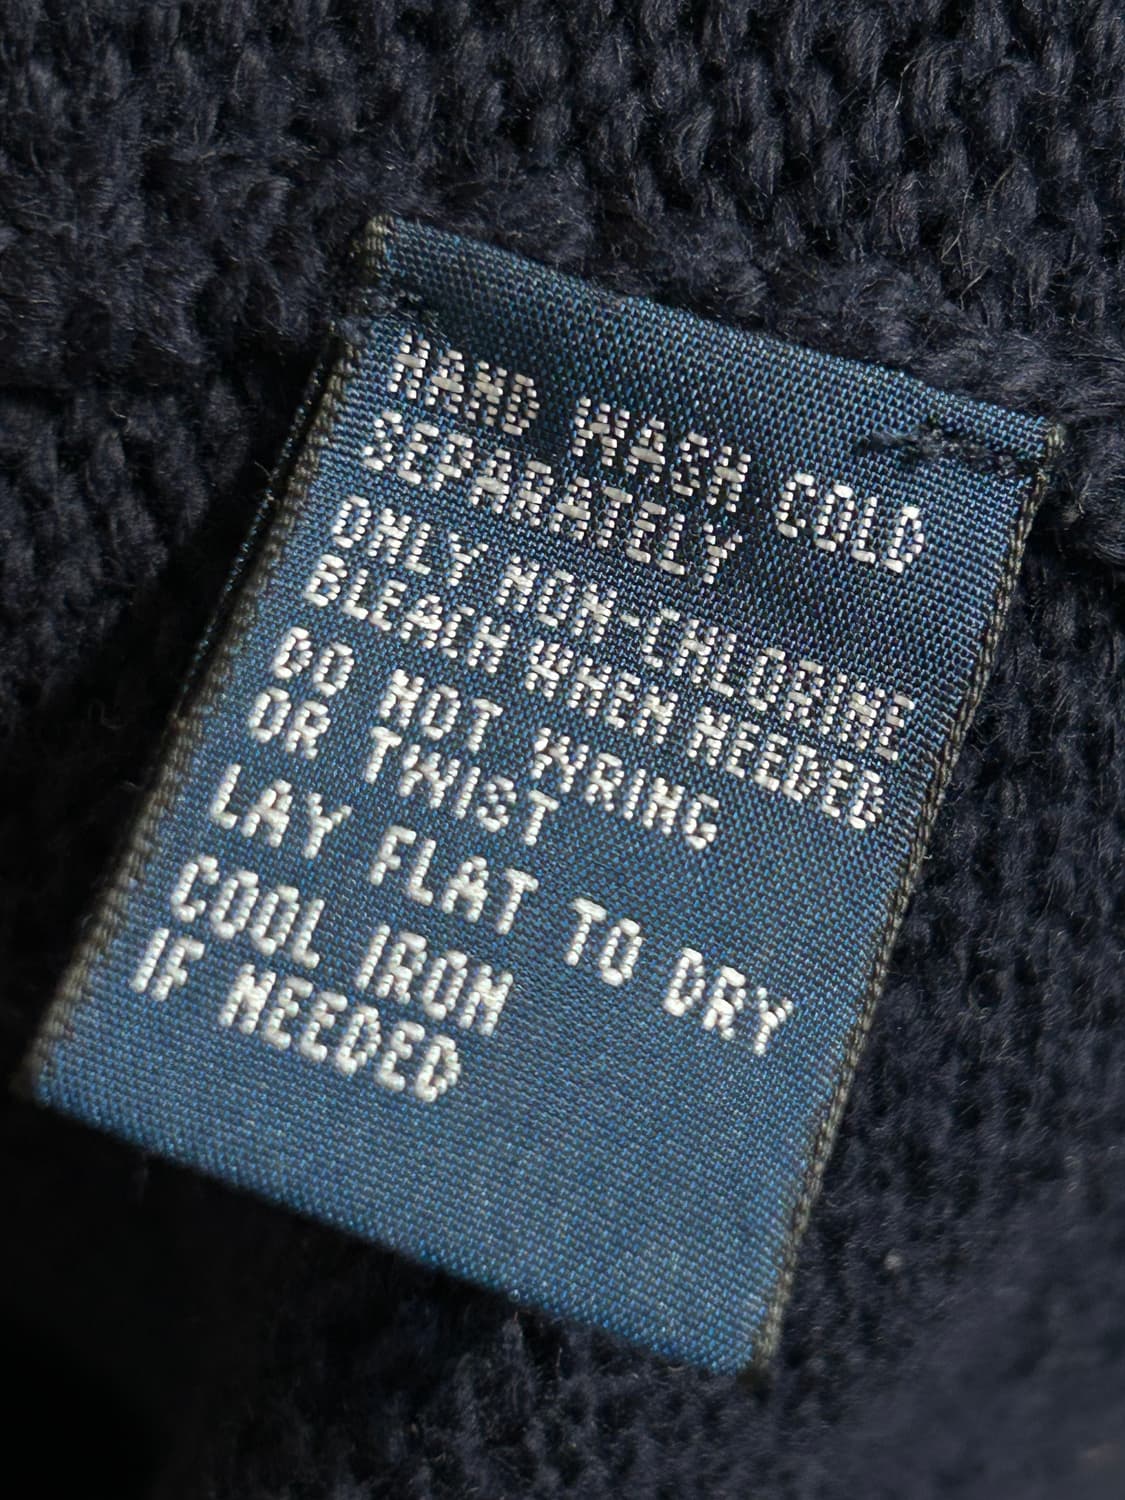 HAND WASH COLD
SEPARATELY
ONLY NON-CHLORINE
BLEACH WHEN NEEDED
DO NOT WRING
OR TWIST
LAY FLAT TO DRY
COOL IRON
IF NEEDED